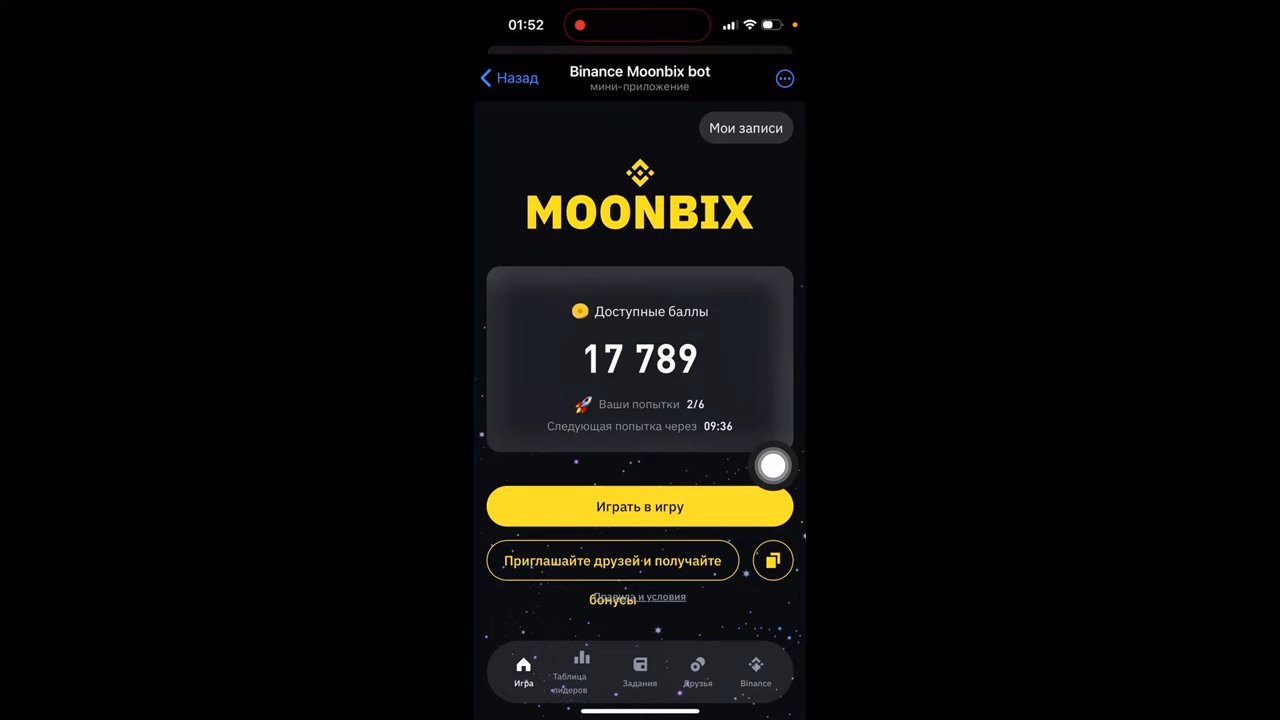 01:52
Назад
Binance Moonbix bot
мини-приложение
Мои записи
MOONBIX
Доступные баллы
17 789
Ваши попытки 2/6
Следующая попытка через 09:36
Играть в игру
Приглашайте друзей и получайте
бонусы
Правила и условия
Игра
Таблица
лидеров
Задания
Друзья
Binance